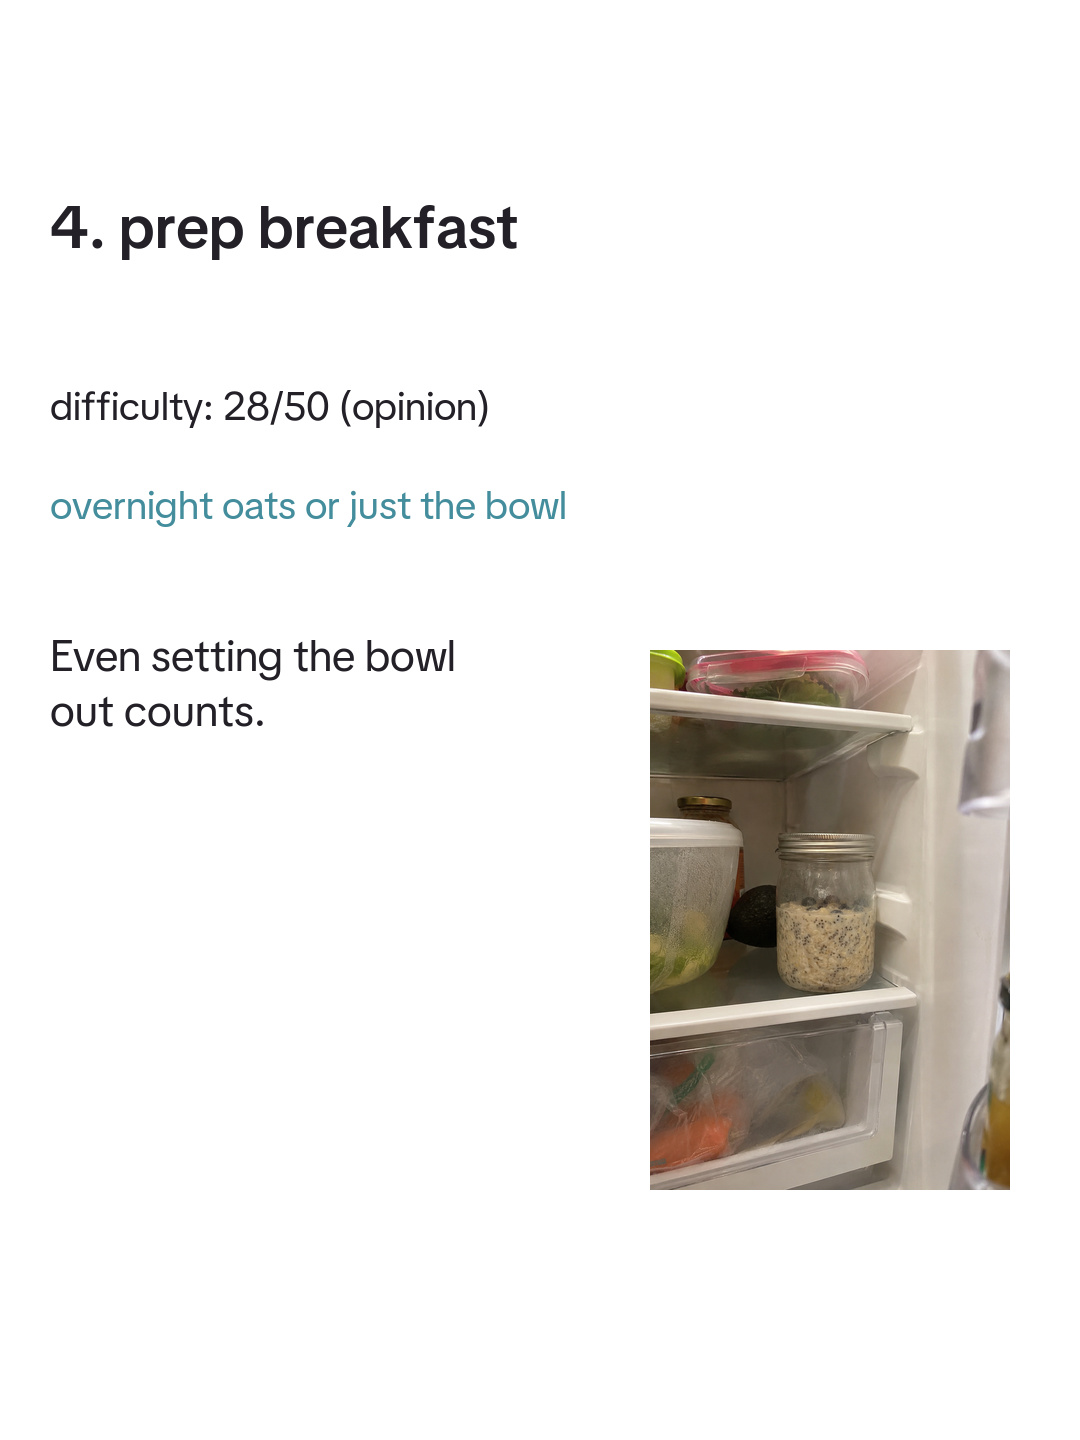 4. prep breakfast
difficulty: 28/50 (opinion)
overnight oats or just the bowl
Even setting the bowl
out counts.